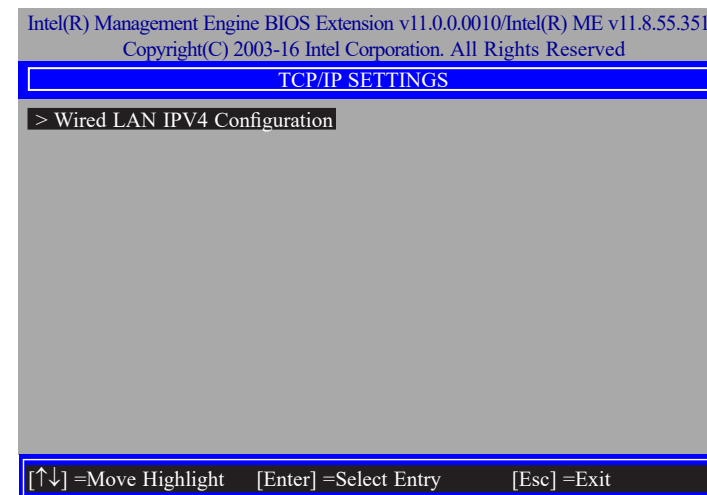 Intel(R) Management Engine BIOS Extension v11.0.0.0010/Intel(R) ME v11.8.55.351
Copyright(C) 2003-16 Intel Corporation. All Rights Reserved
TCP/IP SETTINGS
> Wired LAN IPV4 Configuration
[↑↓] =Move Highlight [Enter] =Select Entry [Esc] =Exit